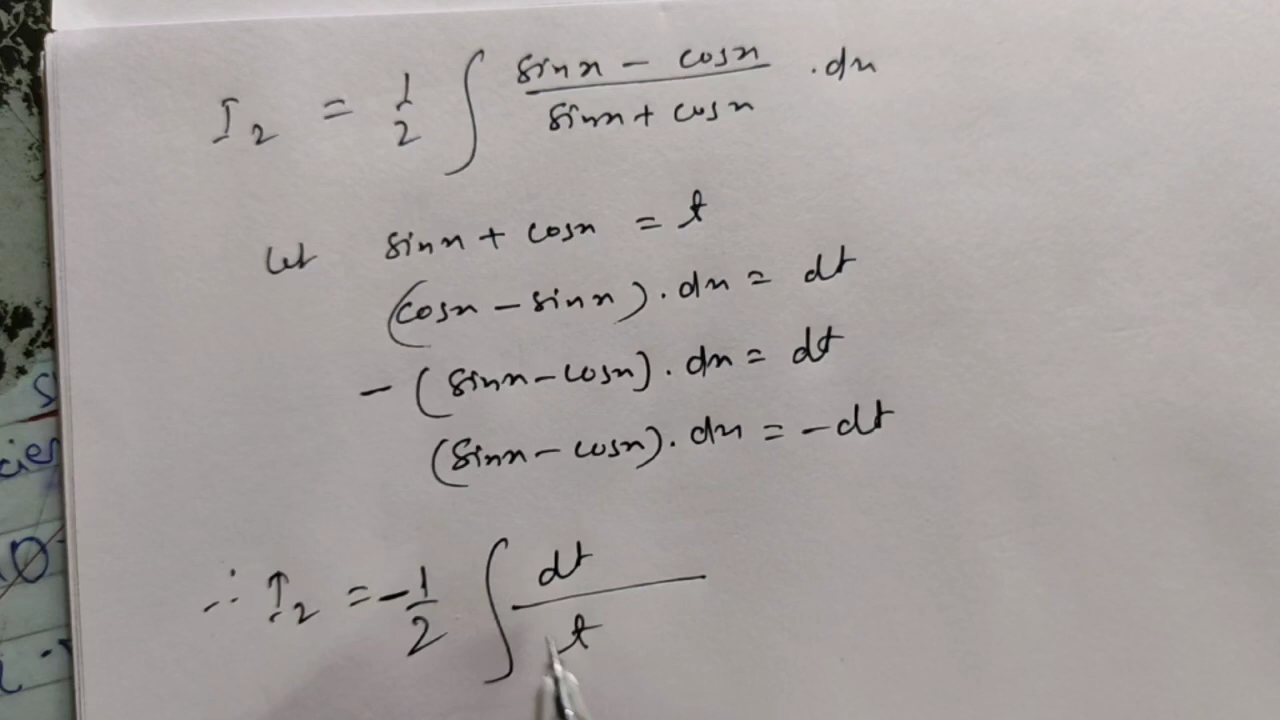 I₂ = 1/2 ∫ (sinx - cosx)/(sinx + cosx) .dx
let sinx + cosx = t
(cosx - sinx).dx = dt
-(sinx - cosx).dx = dt
(sinx - cosx).dx = -dt
∴ I₂ = -1/2 ∫ dt/t